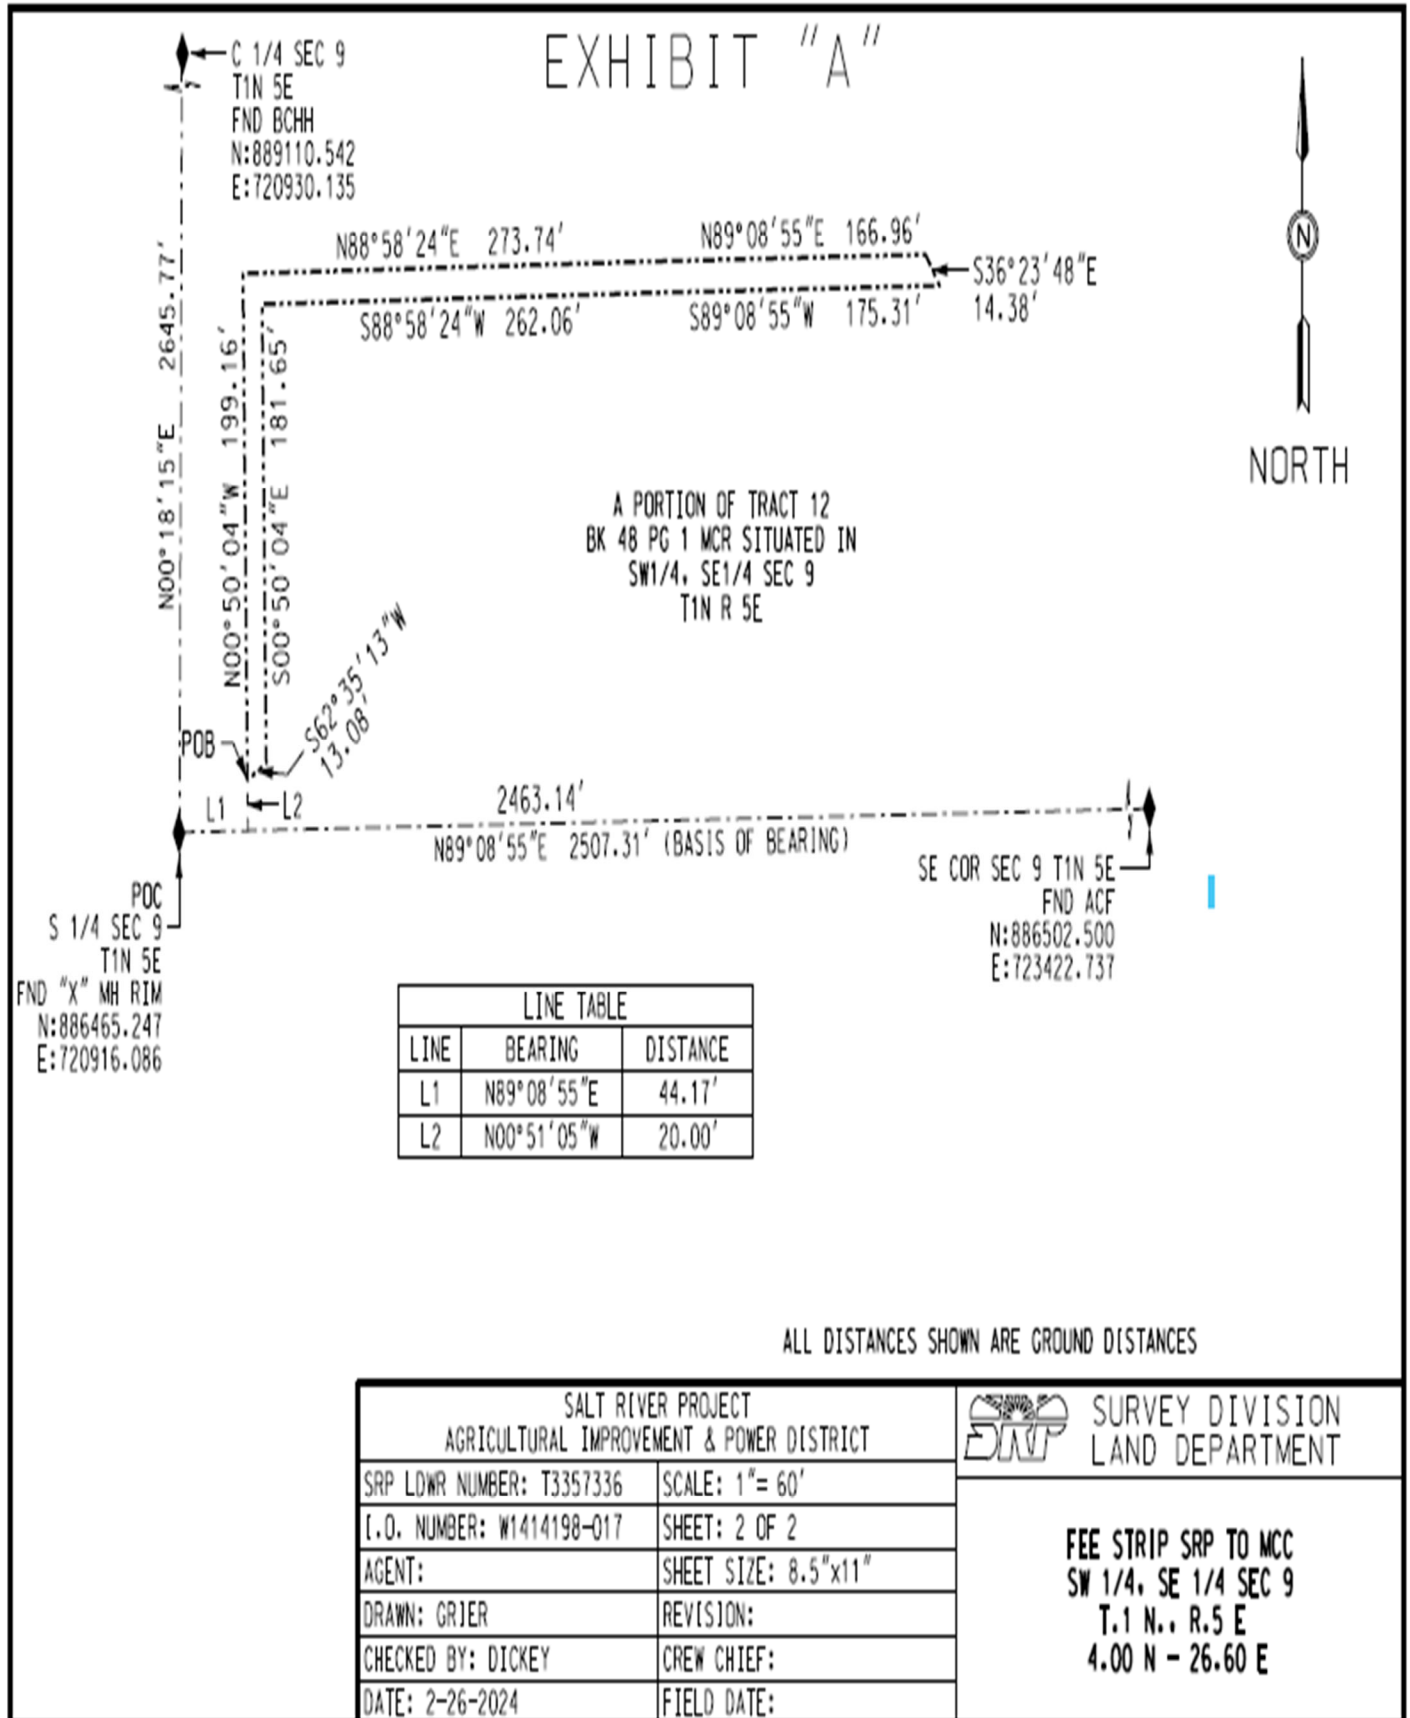 EXHIBIT "A"
C 1/4 SEC 9
T1N 5E
FND BCHH
N:889110.542
E:720930.135
N88°58'24"E 273.74'
N89°08'55"E 166.96'
S36°23'48"E
14.38'
S88°58'24"W 262.06'
S89°08'55"W 175.31'
N00°18'15"E 2645.77'
N00°50'04"W 199.16'
S00°50'04"E 181.65'
N
NORTH
A PORTION OF TRACT 12
BK 48 PG 1 MCR SITUATED IN
SW1/4, SE1/4 SEC 9
T1N R 5E
S62°35'13"W
13.08'
POB
L1
L2
2463.14'
N89°08'55"E 2507.31' (BASIS OF BEARING)
POC
S 1/4 SEC 9
T1N 5E
FND "X" MH RIM
N:886465.247
E:720916.086
SE COR SEC 9 T1N 5E
FND ACF
N:886502.500
E:723422.737
LINE TABLE
LINE BEARING DISTANCE
L1 N89°08'55"E 44.17'
L2 N00°51'05"W 20.00'
ALL DISTANCES SHOWN ARE GROUND DISTANCES
SALT RIVER PROJECT
AGRICULTURAL IMPROVEMENT & POWER DISTRICT
SRP LDWR NUMBER: T3357336 SCALE: 1"= 60'
I.O. NUMBER: W1414198-017 SHEET: 2 OF 2
AGENT: SHEET SIZE: 8.5"x11"
DRAWN: GRIER REVISION:
CHECKED BY: DICKEY CREW CHIEF:
DATE: 2-26-2024 FIELD DATE:
SRP
SURVEY DIVISION
LAND DEPARTMENT
FEE STRIP SRP TO MCC
SW 1/4, SE 1/4 SEC 9
T.1 N., R.5 E
4.00 N - 26.60 E